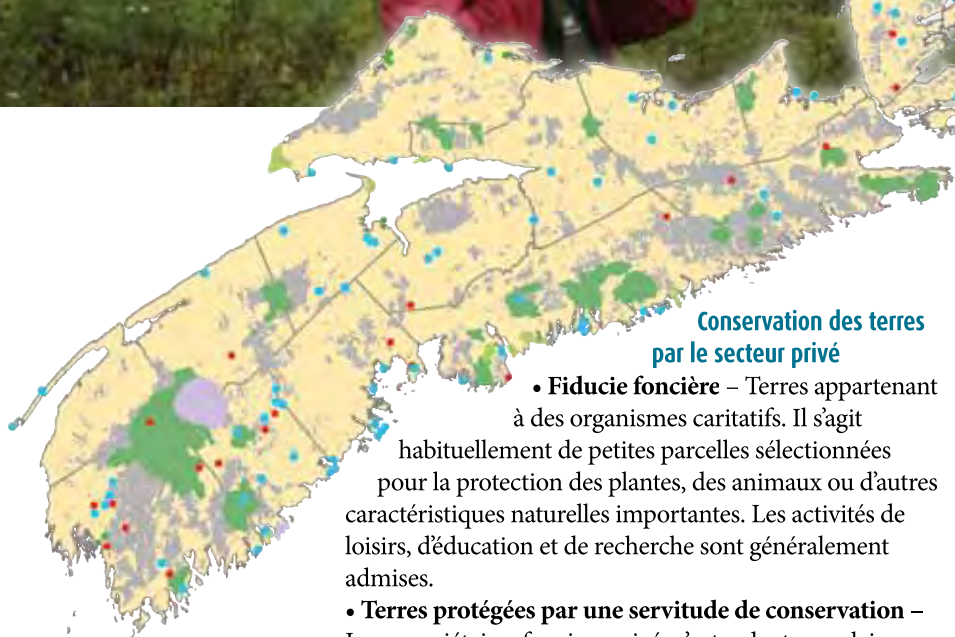 Conservation des terres
par le secteur privé
• Fiducie foncière – Terres appartenant
à des organismes caritatifs. Il s’agit
habituellement de petites parcelles sélectionnées
pour la protection des plantes, des animaux ou d’autres
caractéristiques naturelles importantes. Les activités de
loisirs, d’éducation et de recherche sont généralement
admises.
• Terres protégées par une servitude de conservation –